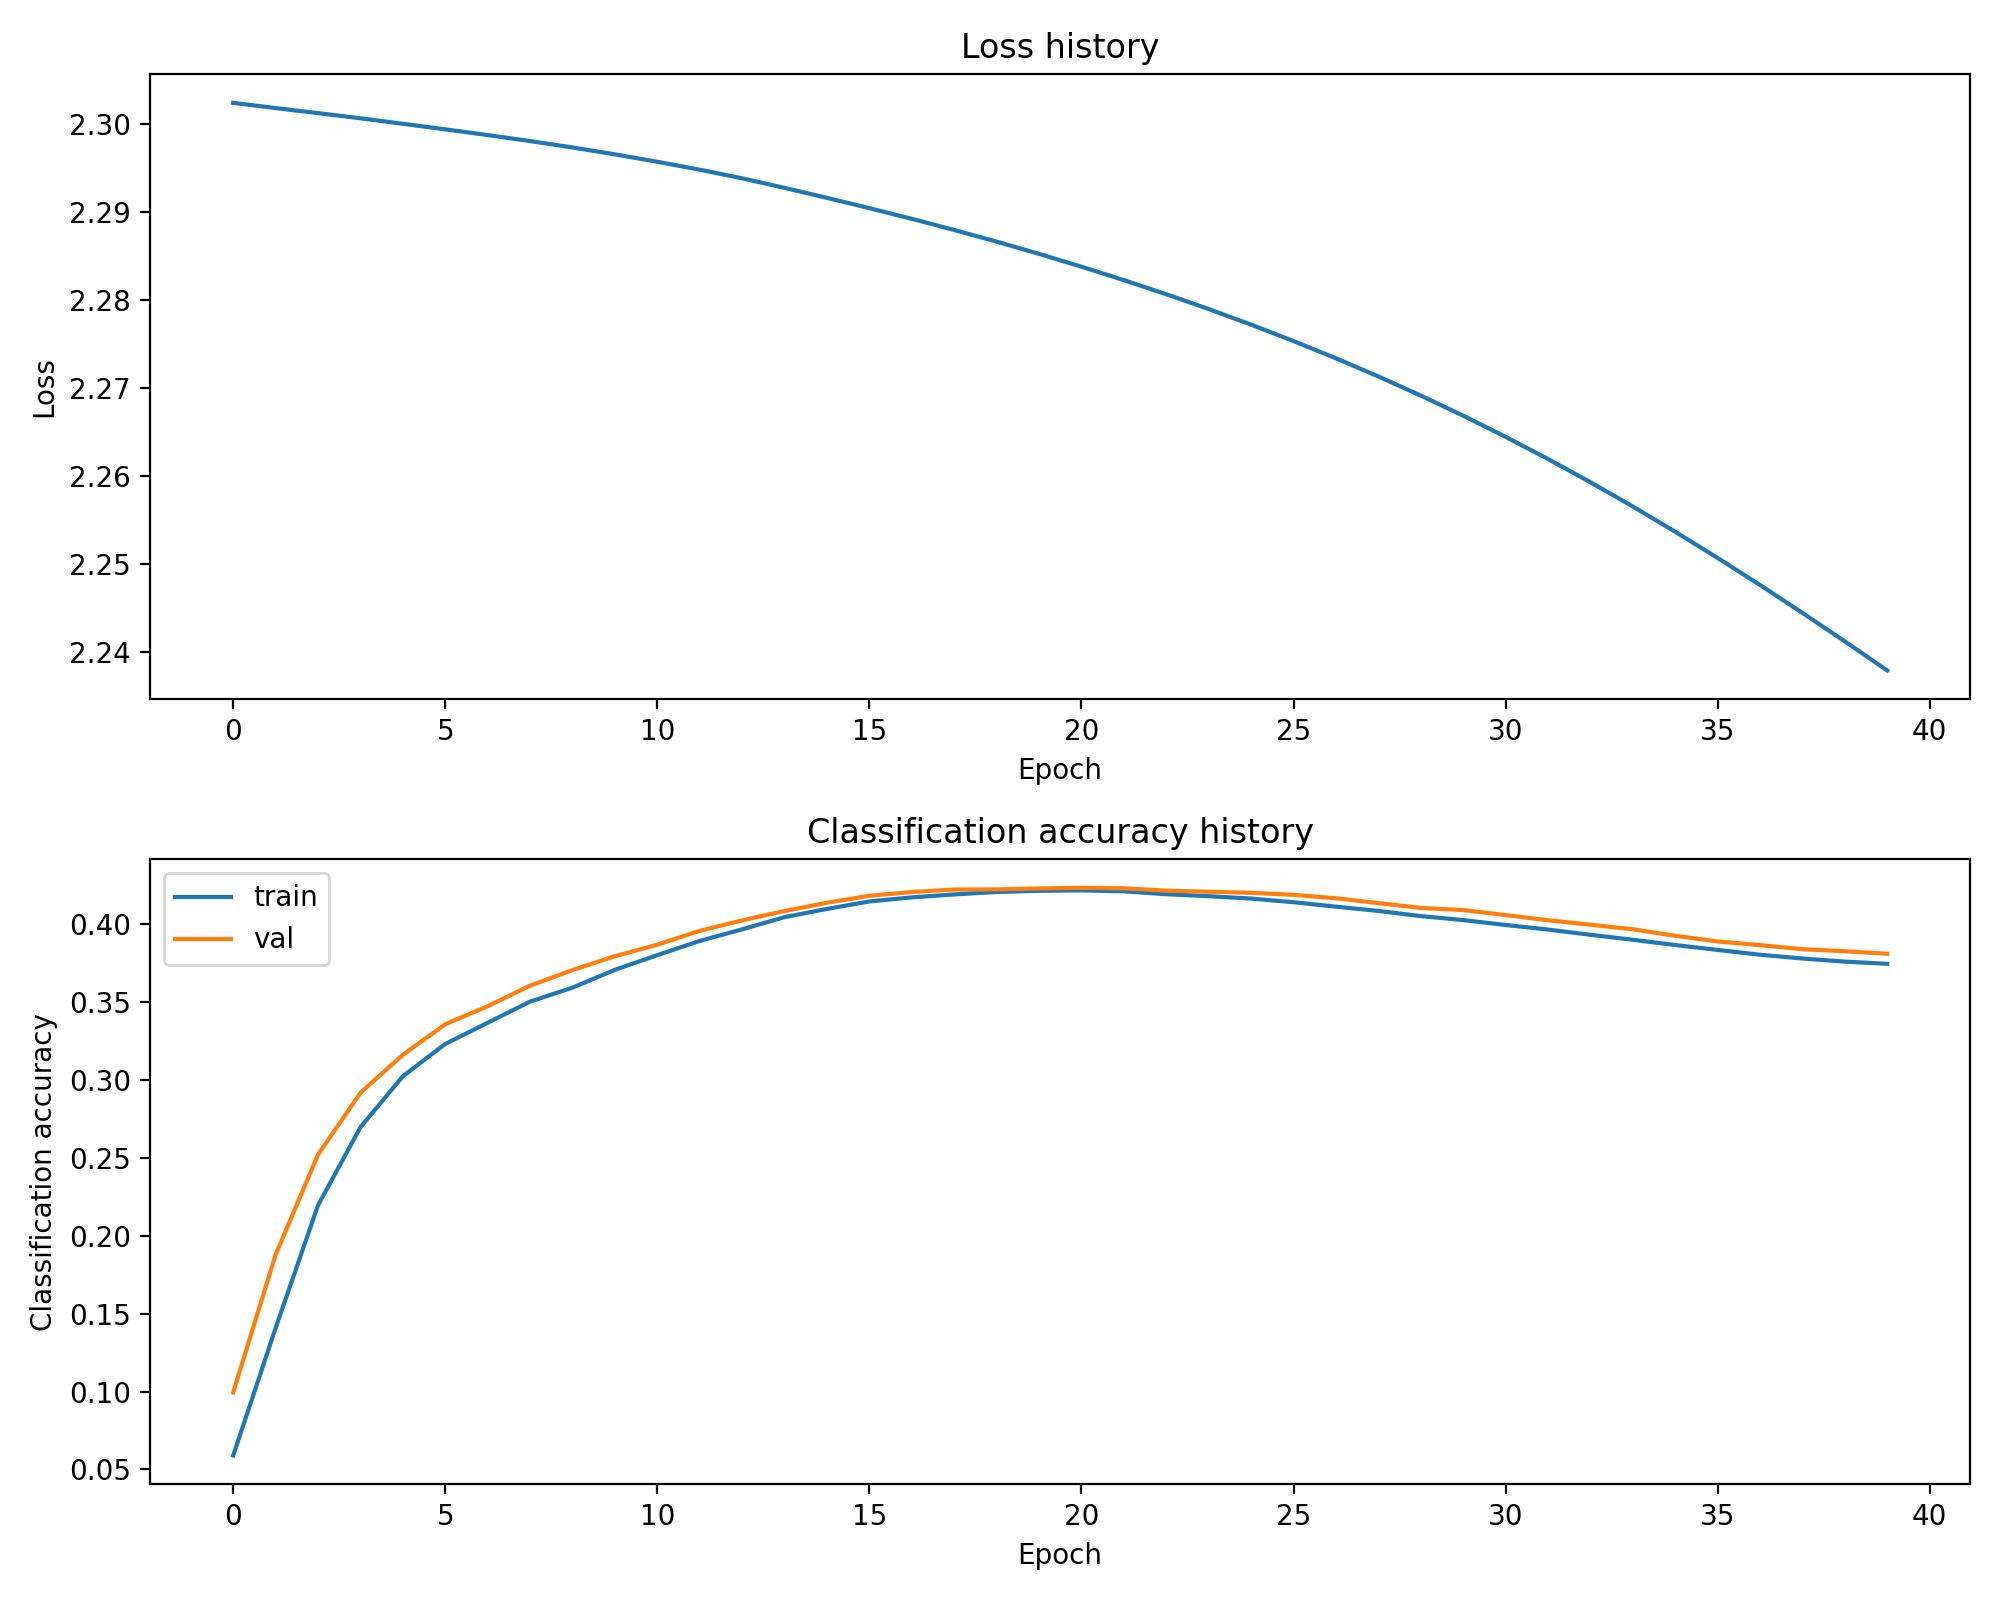 Loss history
2.30
2.29
2.28
2.27
2.26
2.25
2.24
Loss
0 5 10 15 20 25 30 35 40
Epoch
Classification accuracy history
train
val
0.40
0.35
0.30
0.25
0.20
0.15
0.10
0.05
Classification accuracy
0 5 10 15 20 25 30 35 40
Epoch